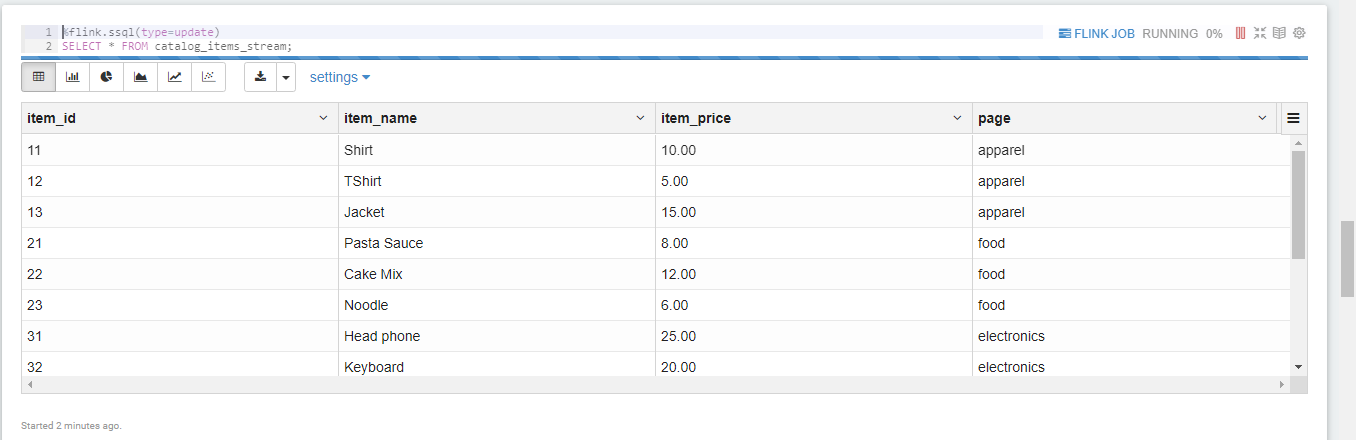 1 %flink.ssql(type=update)
FLINK JOB RUNNING 0%
2 SELECT * FROM catalog_items_stream;
settings
item_id item_name item_price page
11 Shirt 10.00 apparel
12 TShirt 5.00 apparel
13 Jacket 15.00 apparel
21 Pasta Sauce 8.00 food
22 Cake Mix 12.00 food
23 Noodle 6.00 food
31 Head phone 25.00 electronics
32 Keyboard 20.00 electronics
Started 2 minutes ago.